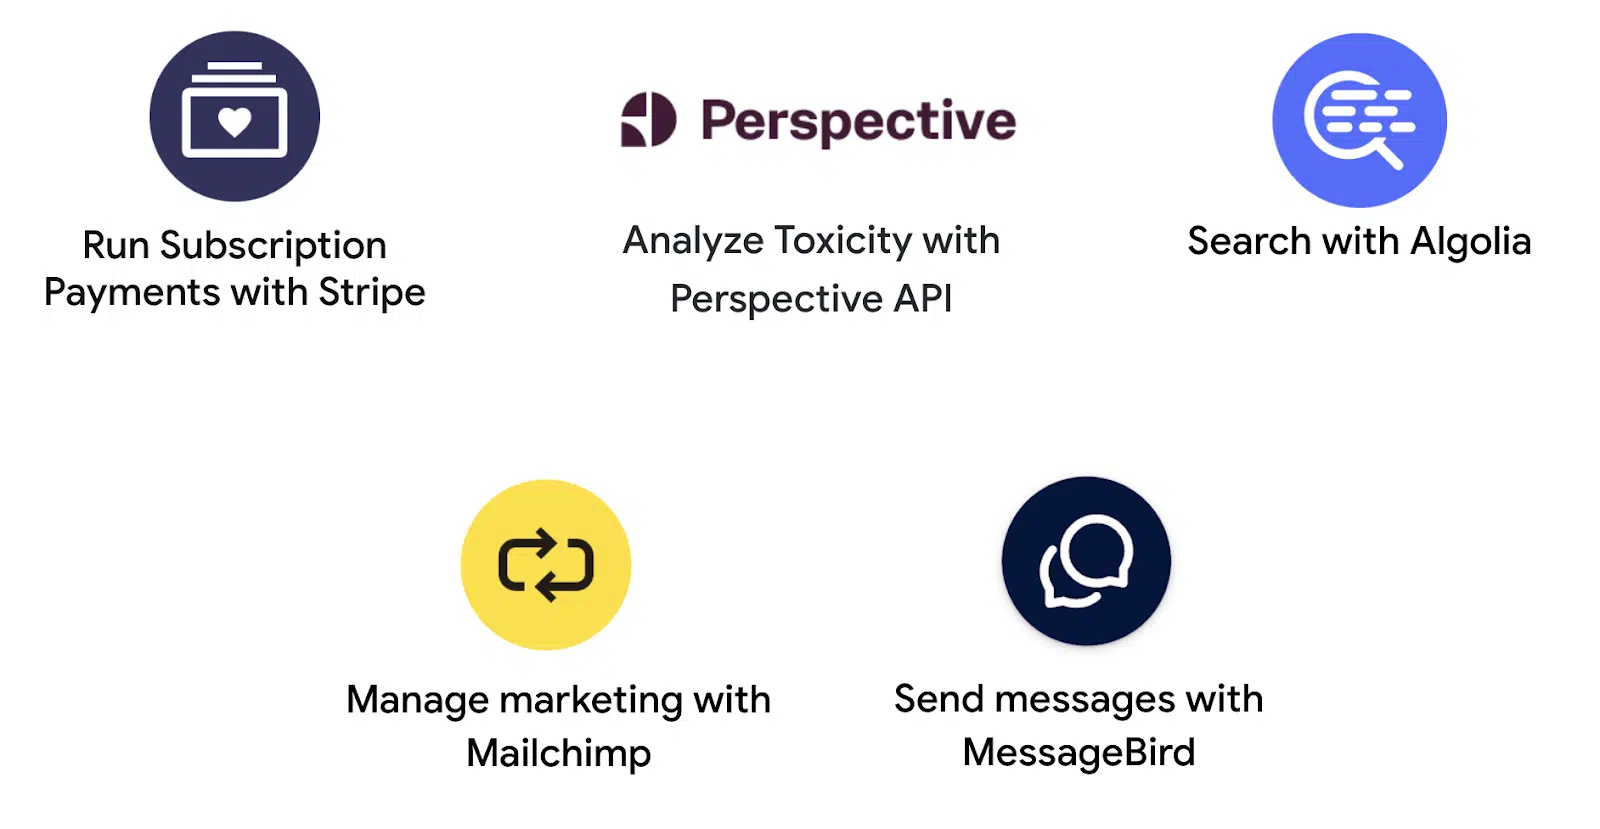 Perspective
Run Subscription
Payments with Stripe
Analyze Toxicity with
Perspective API
Search with Algolia
Manage marketing with
Mailchimp
Send messages with
MessageBird